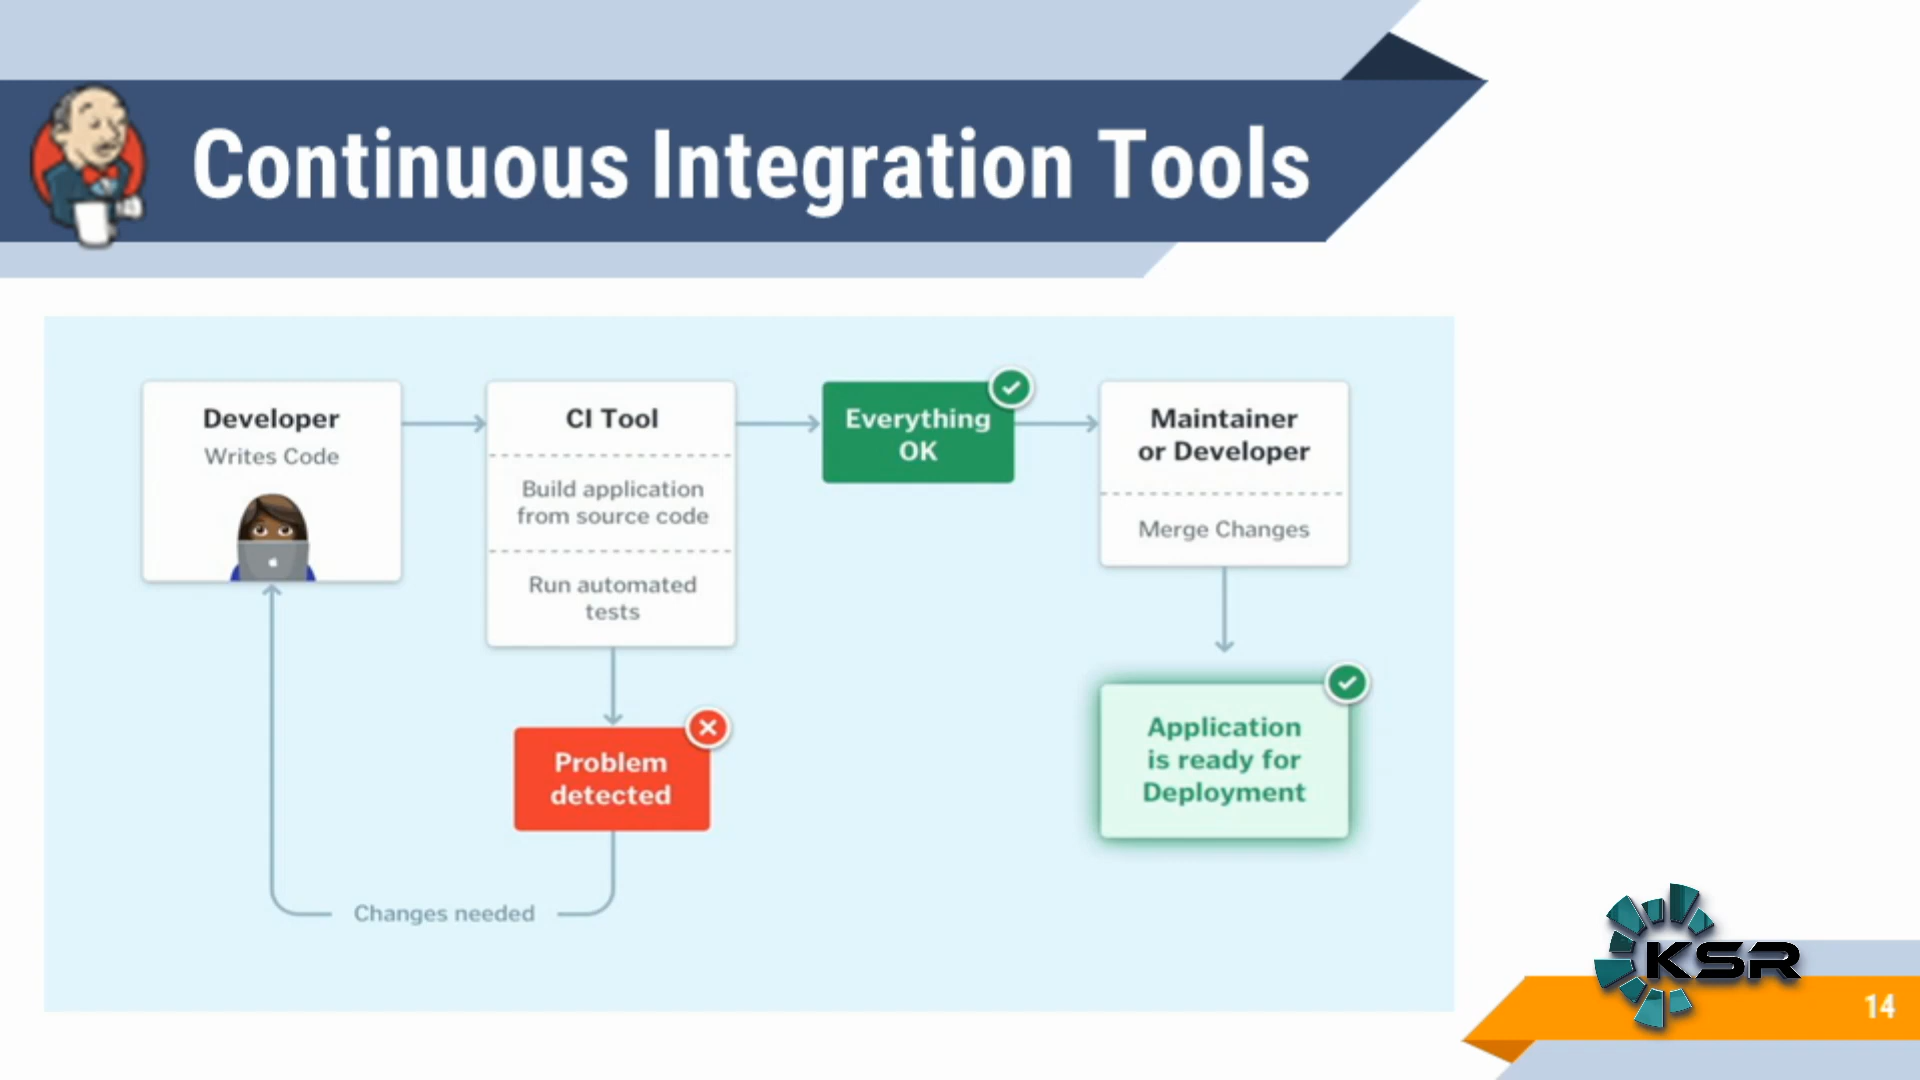 Continuous Integration Tools
Developer
Writes Code
CI Tool
Build application
from source code
Run automated
tests
Everything
OK
Maintainer
or Developer
Merge Changes
Problem
detected
Changes needed
Application
is ready for
Deployment
KSR
14